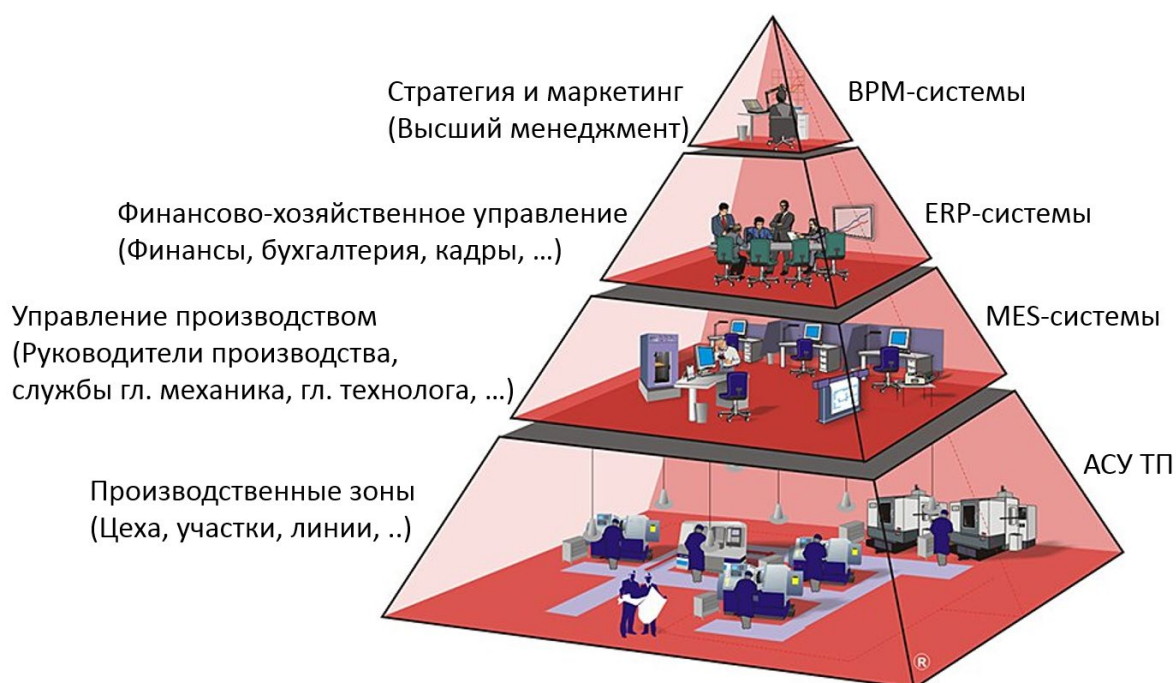 Стратегия и маркетинг
(Высший менеджмент)
BPM-системы
Финансово-хозяйственное управление
(Финансы, бухгалтерия, кадры, ...)
ERP-системы
Управление производством
(Руководители производства,
службы гл. механика, гл. технолога, ...)
MES-системы
Производственные зоны
(Цеха, участки, линии, ..)
АСУ ТП
®